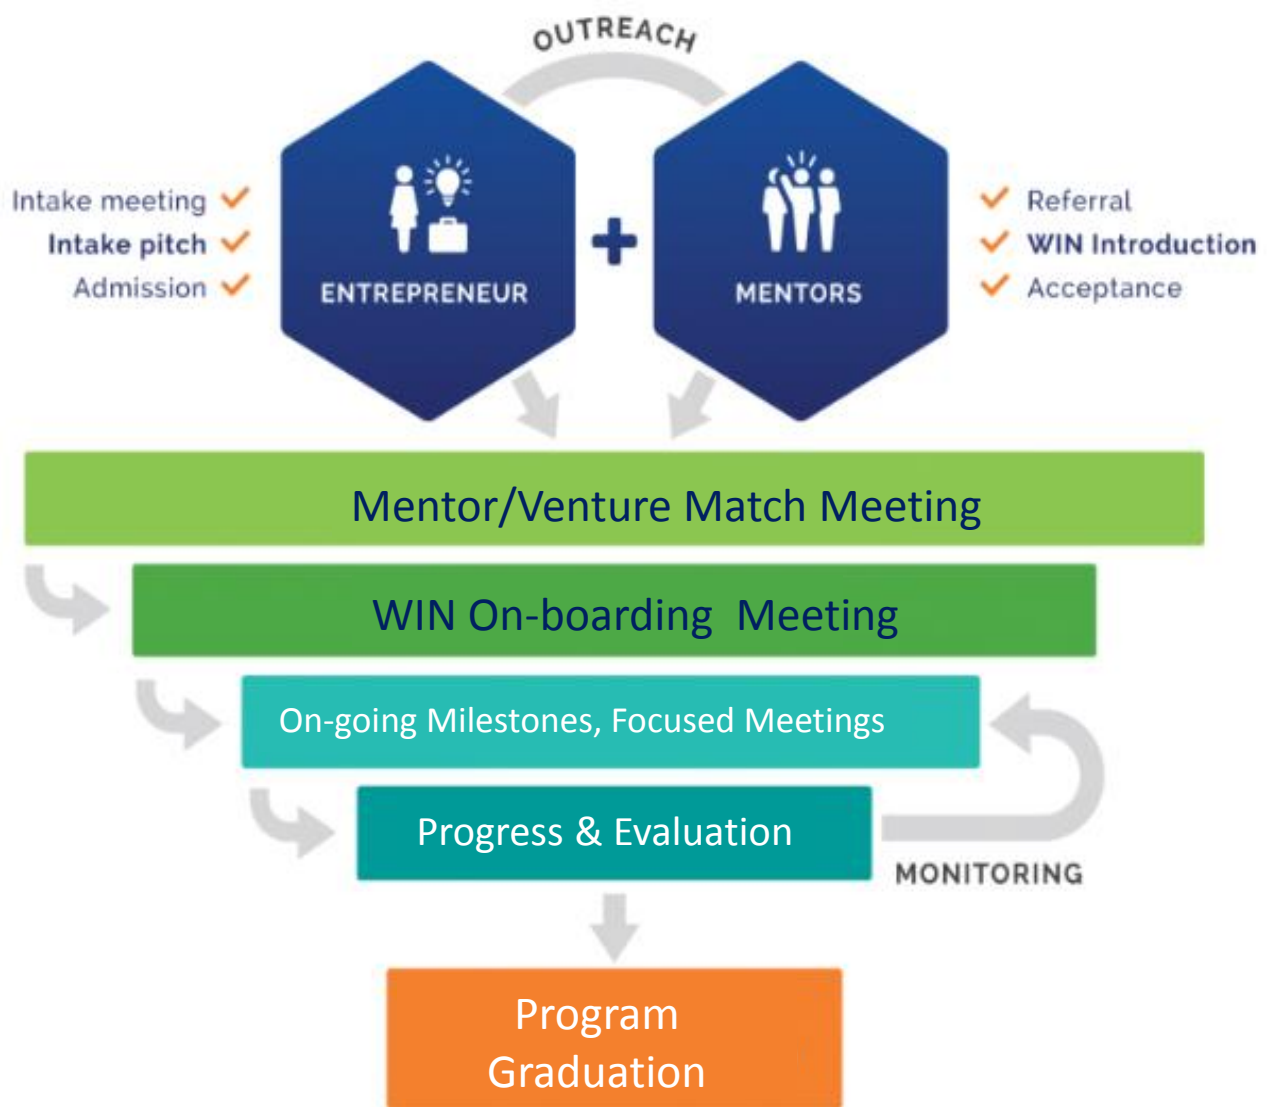 OUTREACH
Intake meeting
Intake pitch
Admission
ENTREPRENEUR
MENTORS
Referral
WIN Introduction
Acceptance
Mentor/Venture Match Meeting
WIN On-boarding  Meeting
On-going Milestones, Focused Meetings
Progress & Evaluation
MONITORING
Program
Graduation